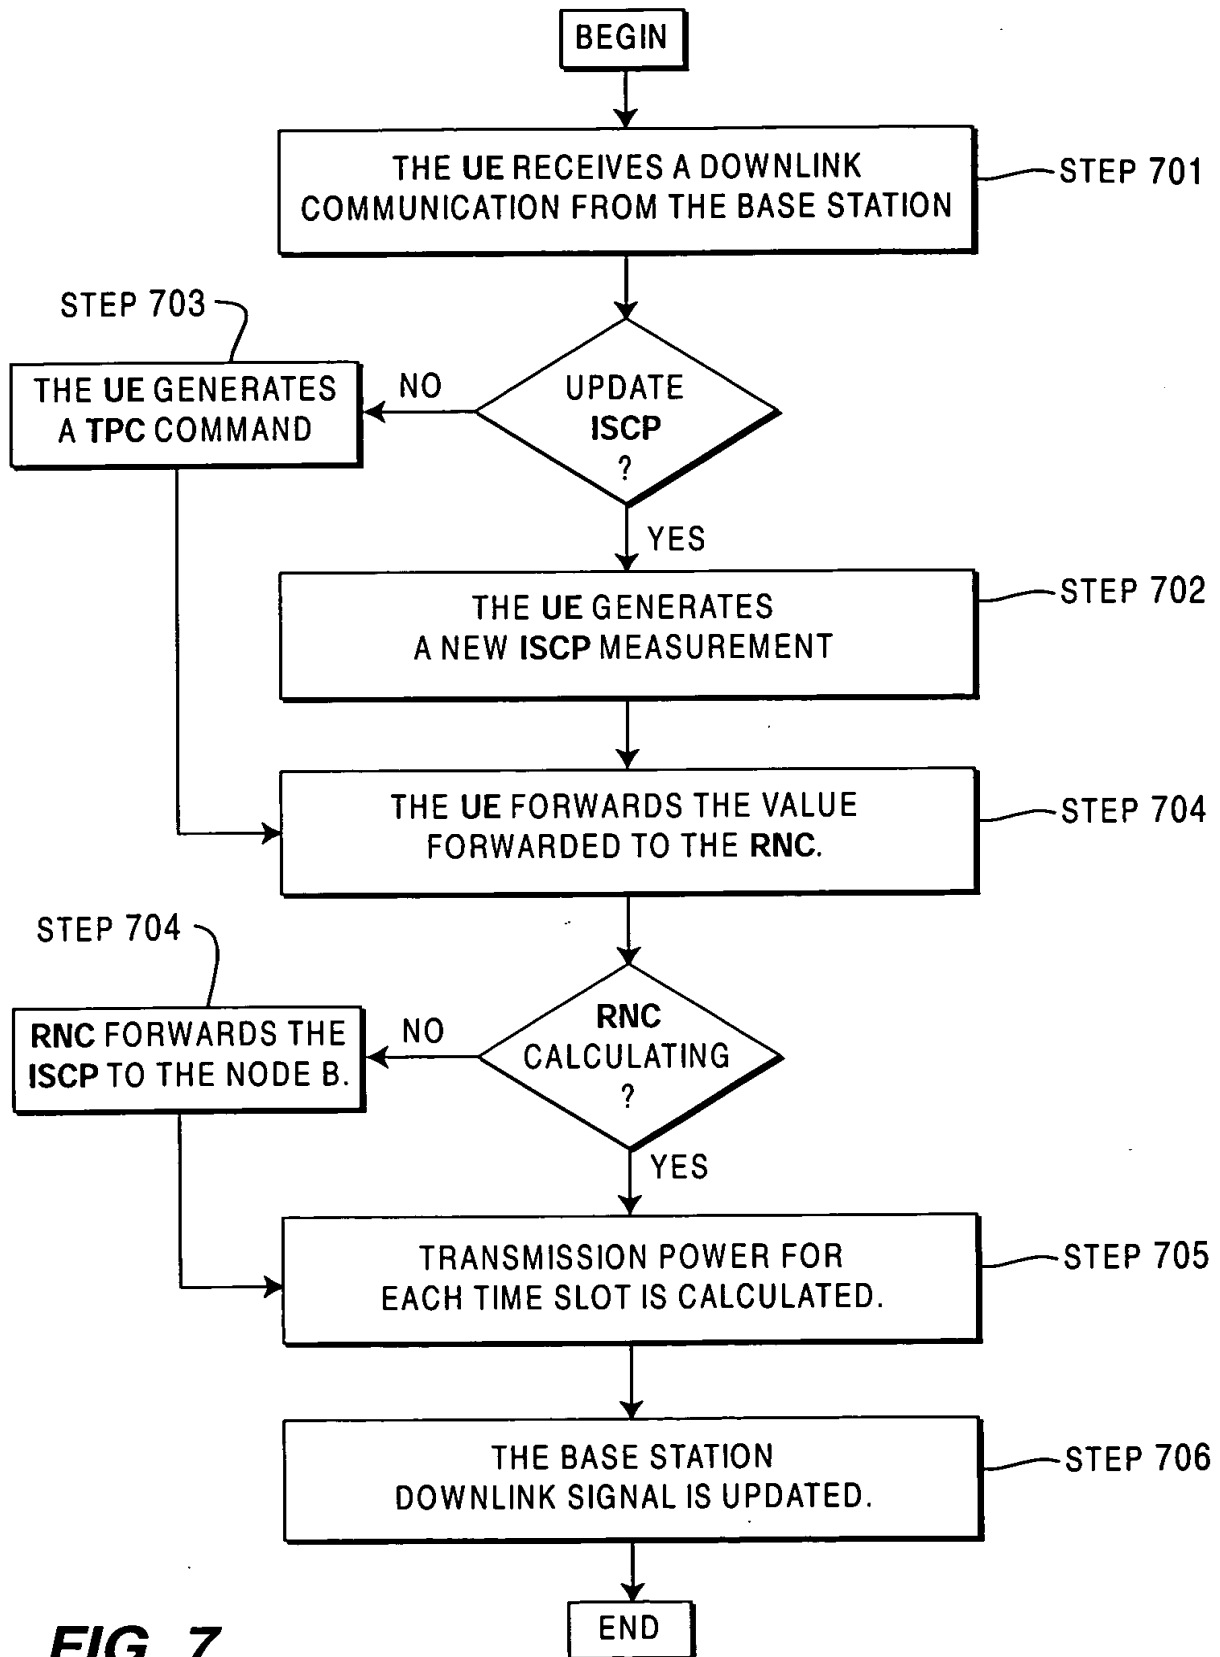 BEGIN
THE UE RECEIVES A DOWNLINK
COMMUNICATION FROM THE BASE STATION
STEP 701
STEP 703
THE UE GENERATES
A TPC COMMAND
NO
UPDATE
ISCP
?
YES
THE UE GENERATES
A NEW ISCP MEASUREMENT
STEP 702
THE UE FORWARDS THE VALUE
FORWARDED TO THE RNC.
STEP 704
STEP 704
RNC FORWARDS THE
ISCP TO THE NODE B.
NO
RNC
CALCULATING
?
YES
TRANSMISSION POWER FOR
EACH TIME SLOT IS CALCULATED.
STEP 705
THE BASE STATION
DOWNLINK SIGNAL IS UPDATED.
STEP 706
END
FIG. 7